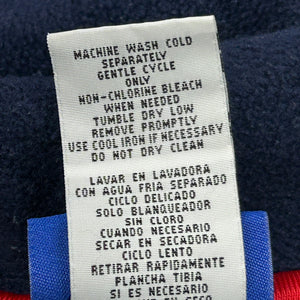 MACHINE WASH COLD
SEPARATELY
GENTLE CYCLE
ONLY
NON-CHLORINE BLEACH
WHEN NEEDED
TUMBLE DRY LOW
REMOVE PROMPTLY
USE COOL IRON IF NECESSARY
DO NOT DRY CLEAN
LAVAR EN LAVADORA
CON AGUA FRIA SEPARADO
CICLO DELICADO
SOLO BLANQUEADOR
SIN CLORO
CUANDO NECESARIO
SECAR EN SECADORA
CICLO LENTO
RETIRAR RAPIDAMENTE
PLANCHA TIBIA
SI ES NECESARIO